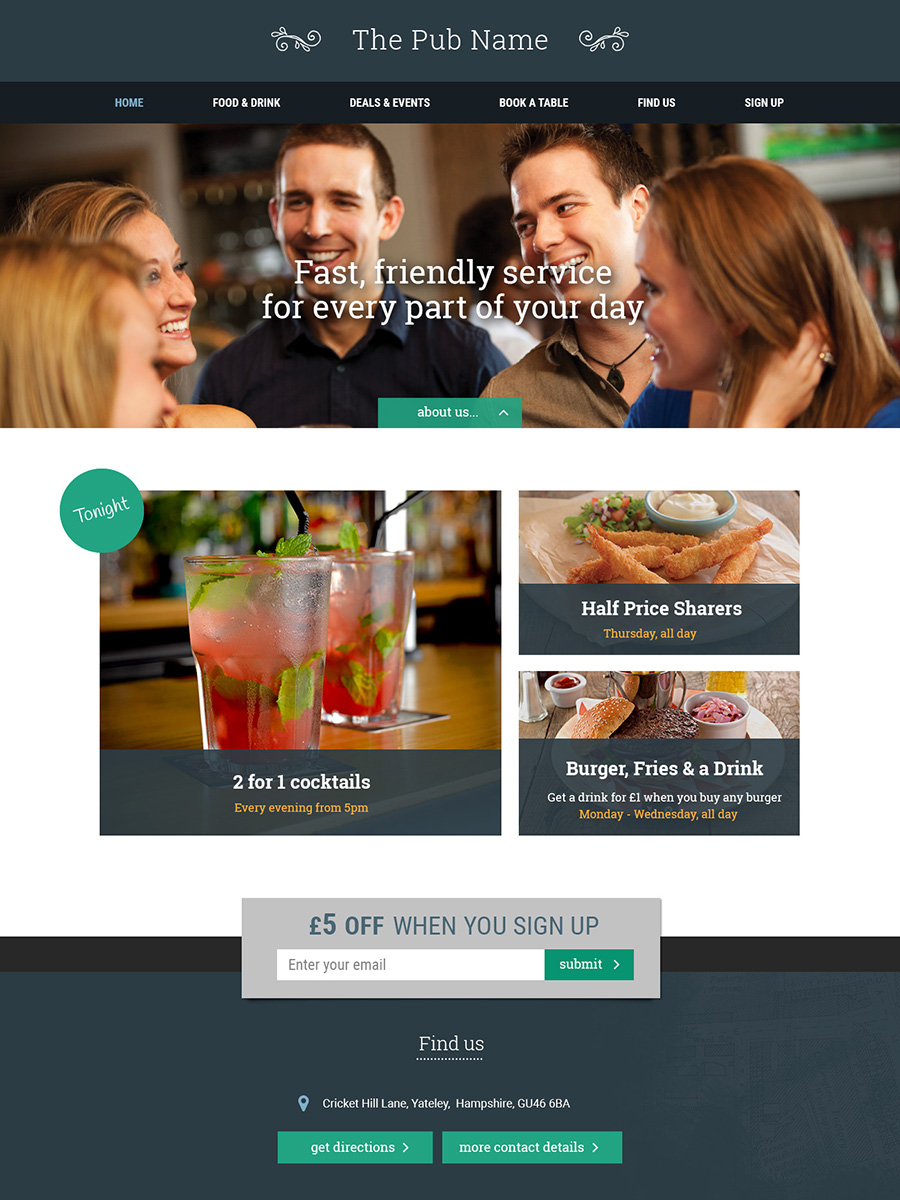 The Pub Name
HOME FOOD & DRINK DEALS & EVENTS BOOK A TABLE FIND US SIGN UP
Fast, friendly service
for every part of your day
about us...
Tonight
2 for 1 cocktails
Every evening from 5pm
Half Price Sharers
Thursday, all day
Burger, Fries & a Drink
Get a drink for £1 when you buy any burger
Monday - Wednesday, all day
£5 OFF WHEN YOU SIGN UP
Enter your email
submit
Find us
Cricket Hill Lane, Yateley, Hampshire, GU46 6BA
get directions
more contact details